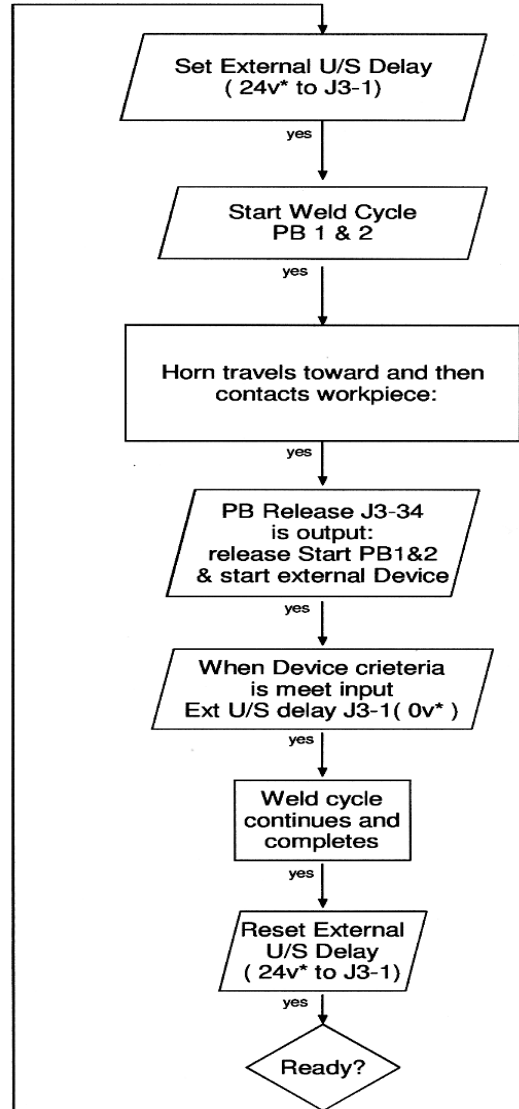 Set External U/S Delay
( 24v* to J3-1)
yes
Start Weld Cycle
PB 1 & 2
yes
Horn travels toward and then
contacts workpiece:
yes
PB Release J3-34
is output:
release Start PB1&2
& start external Device
yes
When Device crieteria
is meet input
Ext U/S delay J3-1( 0v* )
yes
Weld cycle
continues and
completes
yes
Reset External
U/S Delay
( 24v* to J3-1)
yes
Ready?